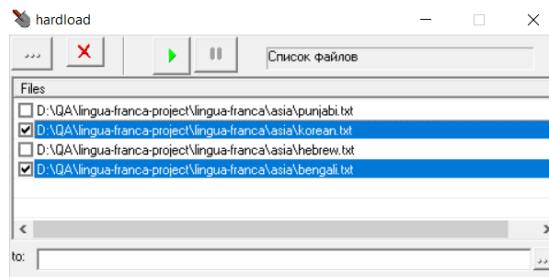 hardload
... Список файлов
Files
D:\QA\lingua-franca-project\lingua-franca\asia\punjabi.txt
D:\QA\lingua-franca-project\lingua-franca\asia\korean.txt
D:\QA\lingua-franca-project\lingua-franca\asia\hebrew.txt
D:\QA\lingua-franca-project\lingua-franca\asia\bengali.txt
to: ...